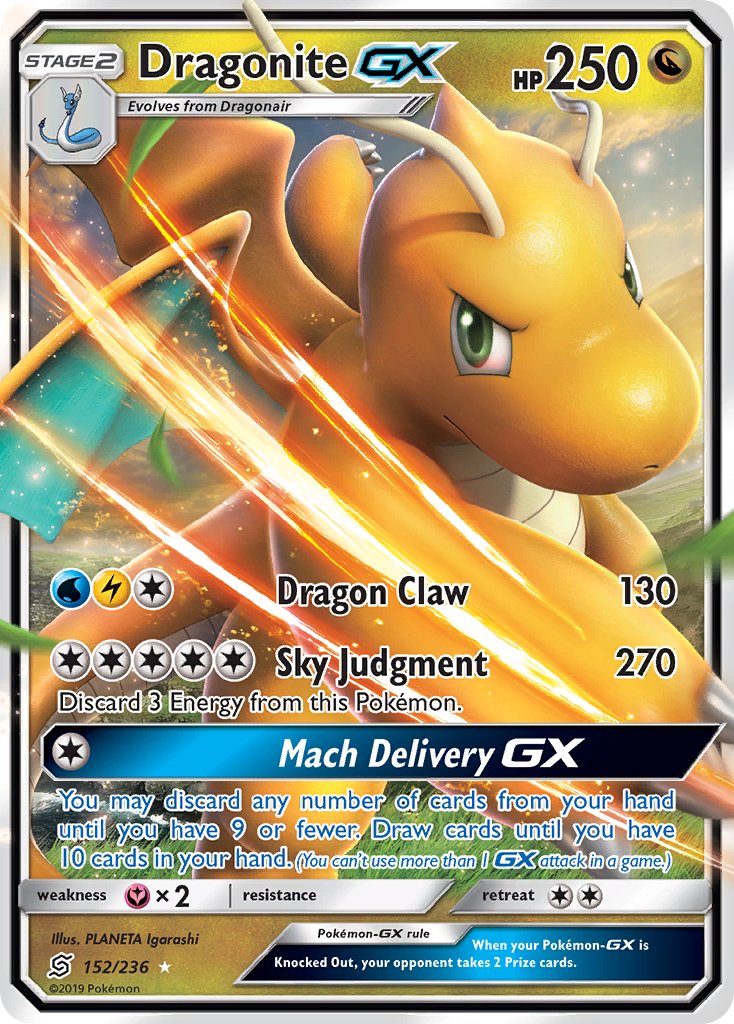 STAGE 2 Dragonite GX HP 250
Evolves from Dragonair
Dragon Claw 130
Sky Judgment 270
Discard 3 Energy from this Pokémon.
Mach Delivery GX
You may discard any number of cards from your hand
until you have 9 or fewer. Draw cards until you have
10 cards in your hand. (You can't use more than 1 GX attack in a game.)
weakness × 2 resistance retreat
Illus. PLANETA Igarashi
Pokémon-GX rule
When your Pokémon-GX is
Knocked Out, your opponent takes 2 Prize cards.
152/236
©2019 Pokémon